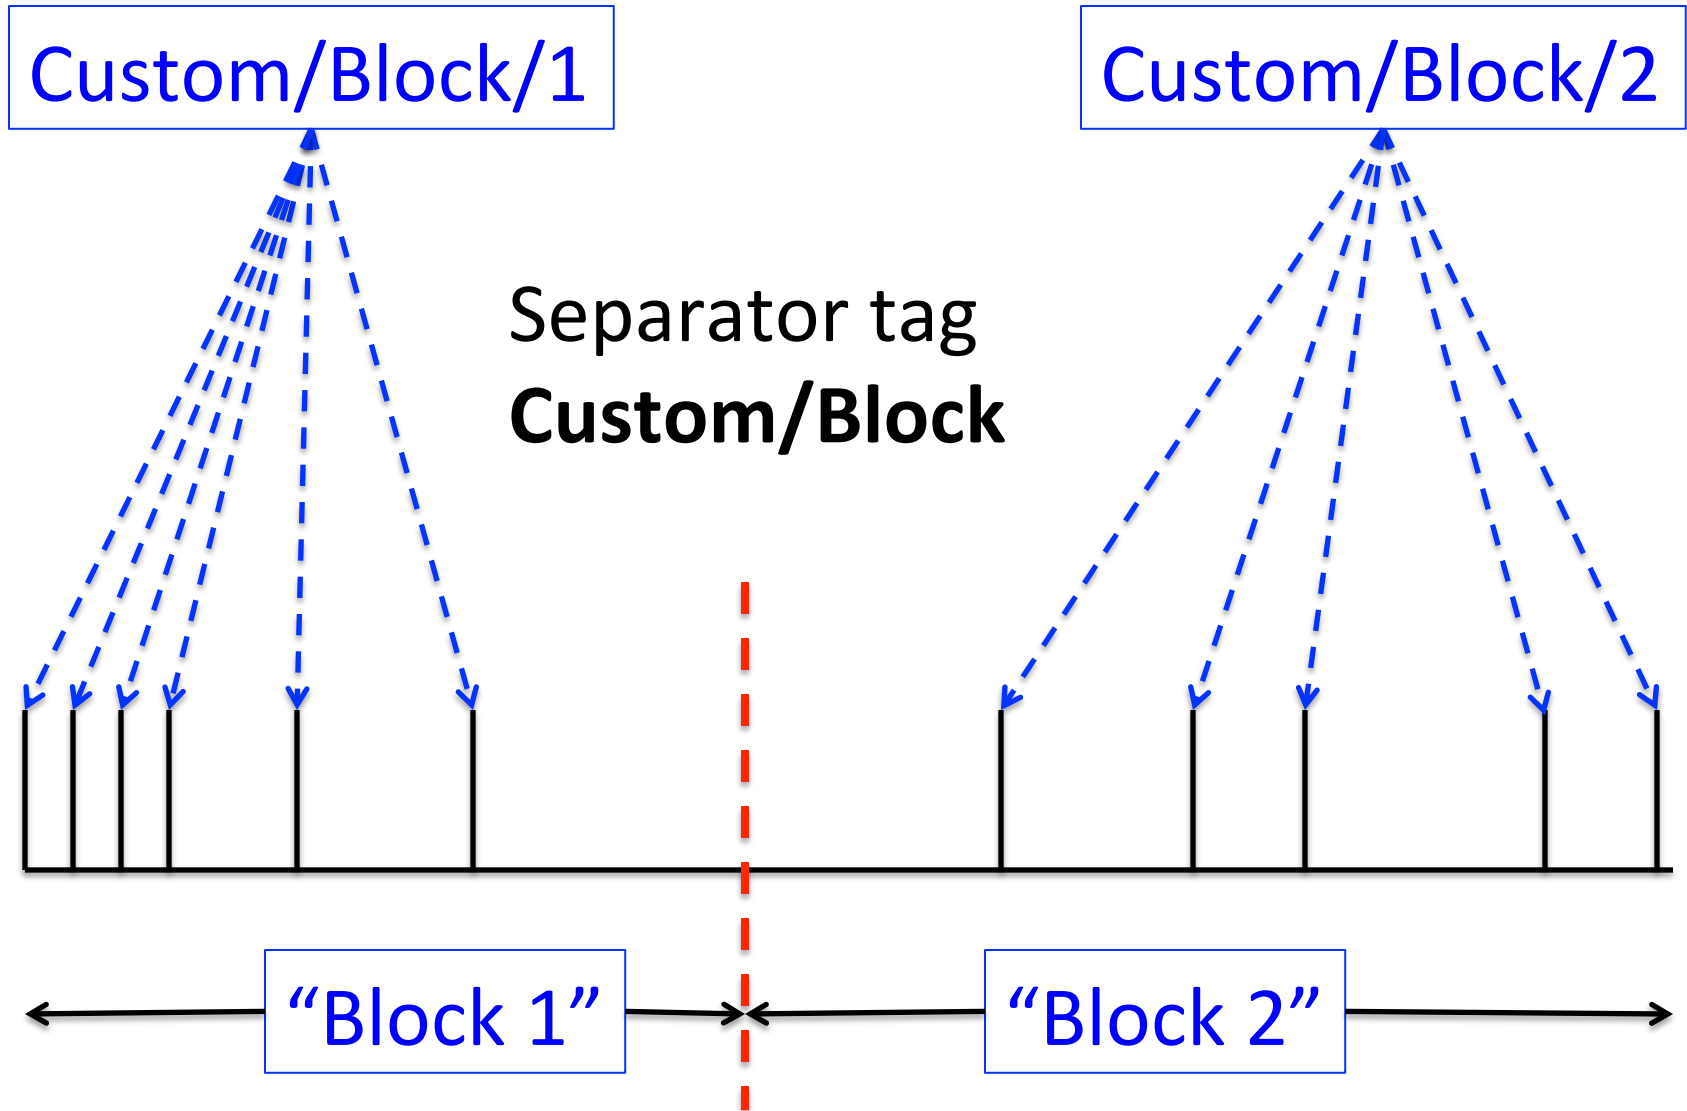 Custom/Block/1
Custom/Block/2
Separator tag
Custom/Block
“Block 1”
“Block 2”